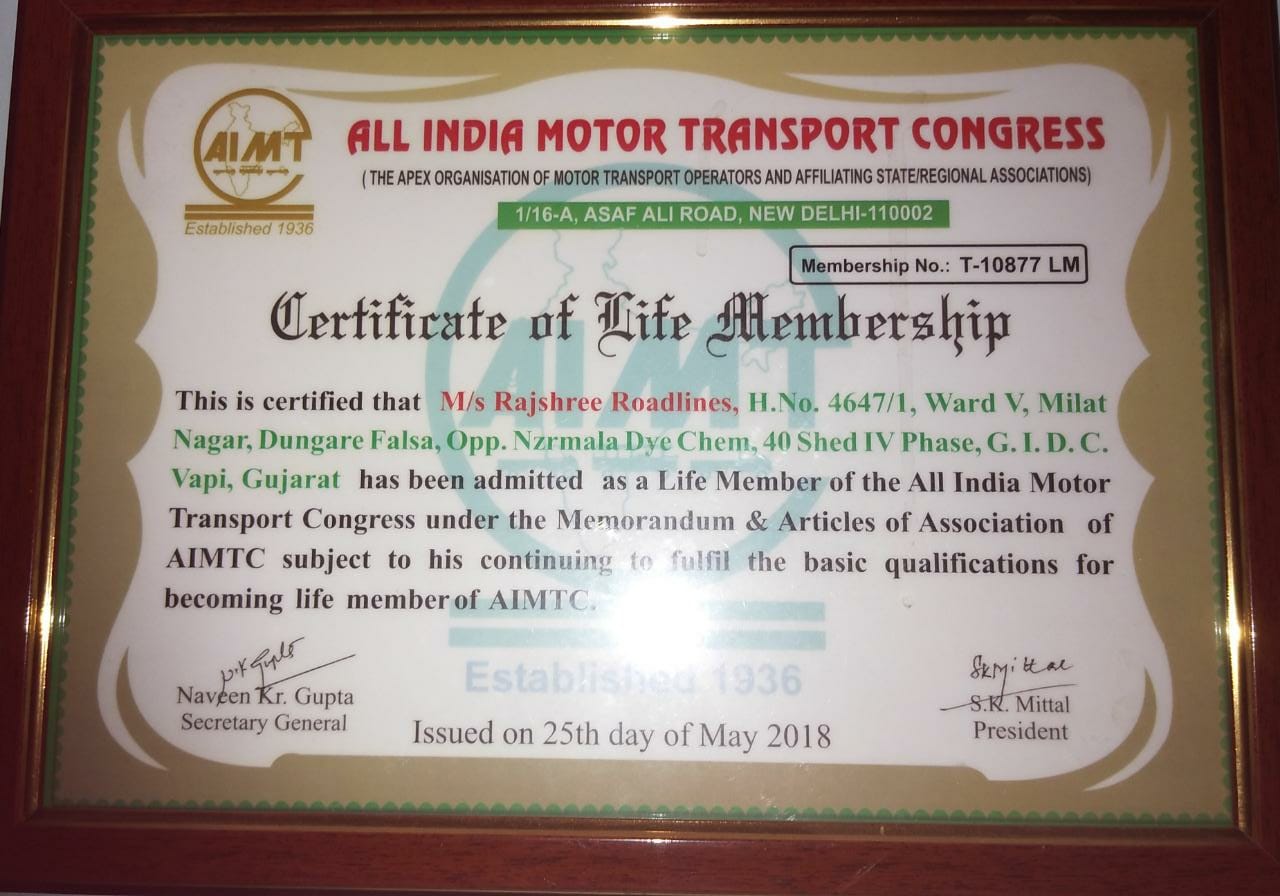 AIMT
Established 1936
ALL INDIA MOTOR TRANSPORT CONGRESS
( THE APEX ORGANISATION OF MOTOR TRANSPORT OPERATORS AND AFFILIATING STATE/REGIONAL ASSOCIATIONS)
1/16-A, ASAF ALI ROAD, NEW DELHI-110002
Membership No.: T-10877 LM
Certificate of Life Membership
This is certified that M/s Rajshree Roadlines, H.No. 4647/1, Ward V, Milat
Nagar, Dungare Falsa, Opp. Nzrmala Dye Chem, 40 Shed IV Phase, G. I. D. C.
Vapi, Gujarat has been admitted as a Life Member of the All India Motor
Transport Congress under the Memorandum & Articles of Association of
AIMTC subject to his continuing to fulfil the basic qualifications for
becoming life member of AIMTC.
AIMT
Established 1936
N.K Gupta
Naveen Kr. Gupta
Secretary General
Issued on 25th day of May 2018
SKMittal
S.K. Mittal
President